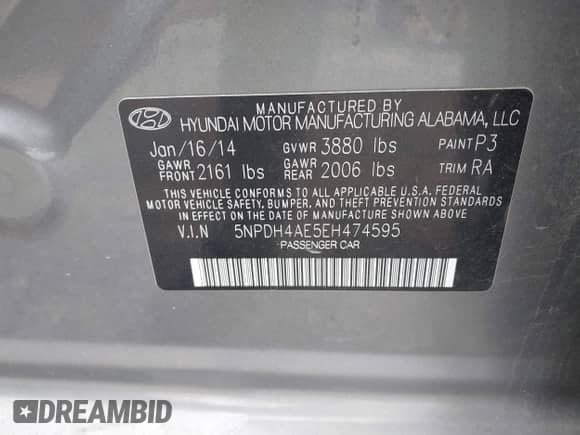 MANUFACTURED BY
HYUNDAI MOTOR MANUFACTURING ALABAMA, LLC
Jan/16/14 GVWR 3880 lbs PAINT P3
GAWR FRONT 2161 lbs GAWR REAR 2006 lbs TRIM RA
THIS VEHICLE CONFORMS TO ALL APPLICABLE U.S.A. FEDERAL
MOTOR VEHICLE SAFETY, BUMPER, AND THEFT PREVENTION STANDARDS
IN EFFECT ON THE DATE OF MANUFACTURE SHOWN ABOVE.
V.I.N 5NPDH4AE5EH474595
PASSENGER CAR
DREAMBID